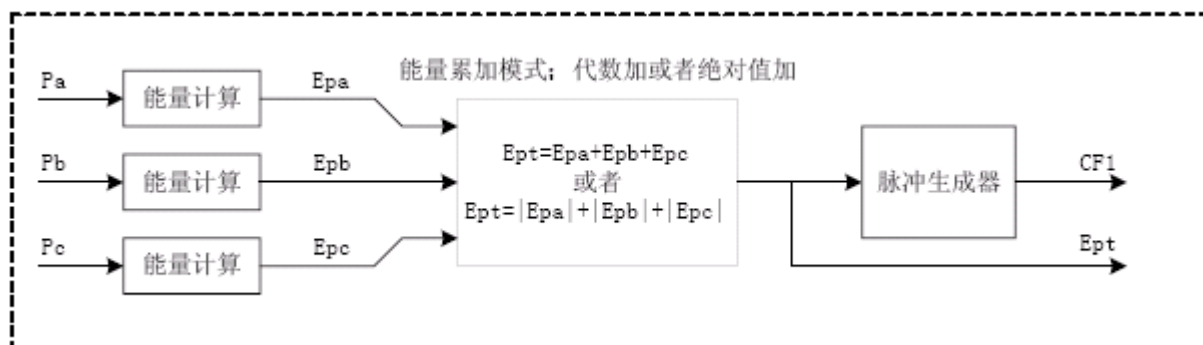 能量累加模式；代数加或者绝对值加
Pa
能量计算
Epa
Pb
能量计算
Epb
Pc
能量计算
Epc
Ept=Epa+Epb+Epc
或者
Ept=|Epa|+|Epb|+|Epc|
脉冲生成器
CF1
Ept